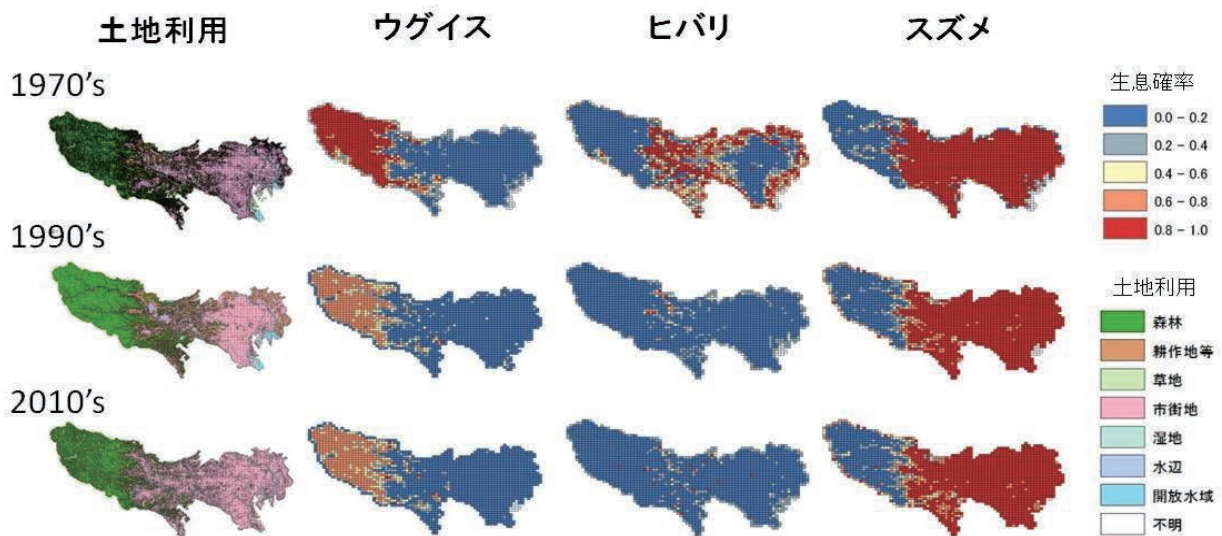 土地利用 ウグイス ヒバリ スズメ
1970's
1990's
2010's
生息確率
0.0 – 0.2
0.2 – 0.4
0.4 – 0.6
0.6 – 0.8
0.8 – 1.0
土地利用
森林
耕作地等
草地
市街地
湿地
水辺
開放水域
不明